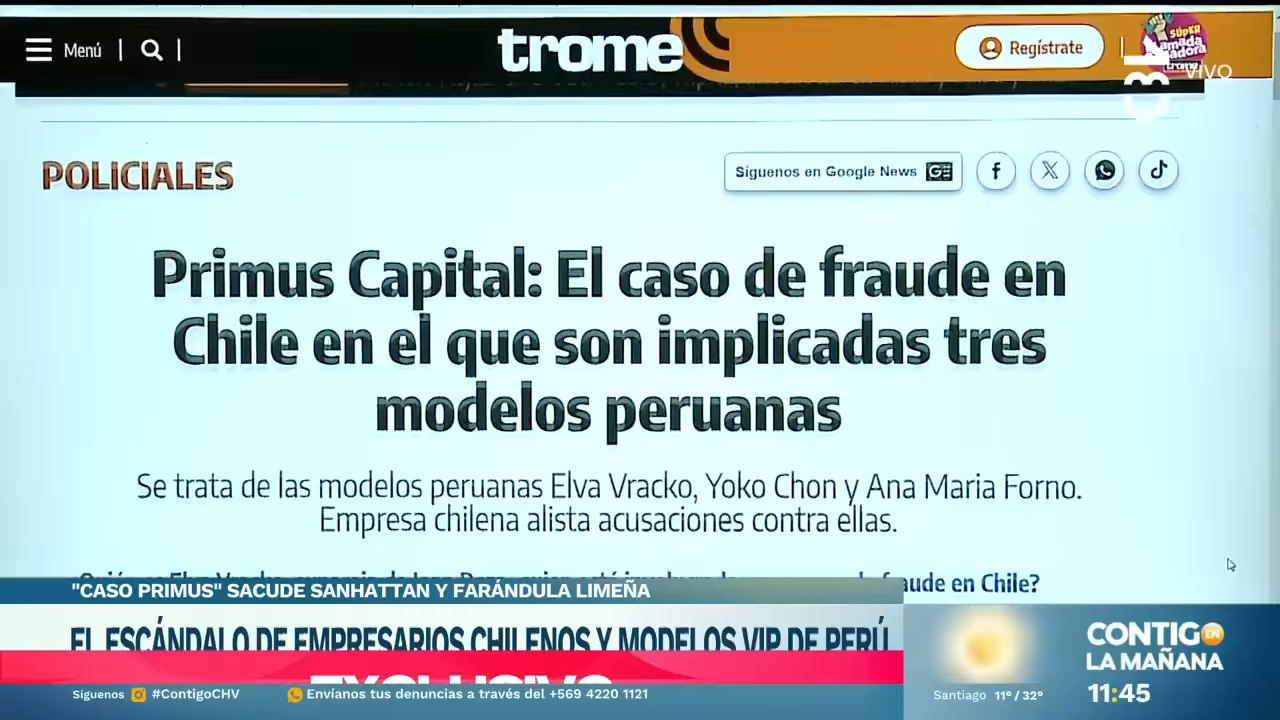 Menú
trome
Regístrate
SÚPER
VIVO
POLICIALES
Síguenos en Google News
Primus Capital: El caso de fraude en
Chile en el que son implicadas tres
modelos peruanas
Se trata de las modelos peruanas Elva Vracko, Yoko Chon y Ana Maria Forno.
Empresa chilena alista acusaciones contra ellas.
fraude en Chile?
"CASO PRIMUS" SACUDE SANHATTAN Y FARÁNDULA LIMEÑA
EL ESCÁNDALO DE EMPRESARIOS CHILENOS Y MODELOS VIP DE PERÚ
EXCLUSIVO
Síguenos #ContigoCHV
Envíanos tus denuncias a través del +569 4220 1121
Santiago 11°/32°
CONTIGO EN
LA MAÑANA
11:45